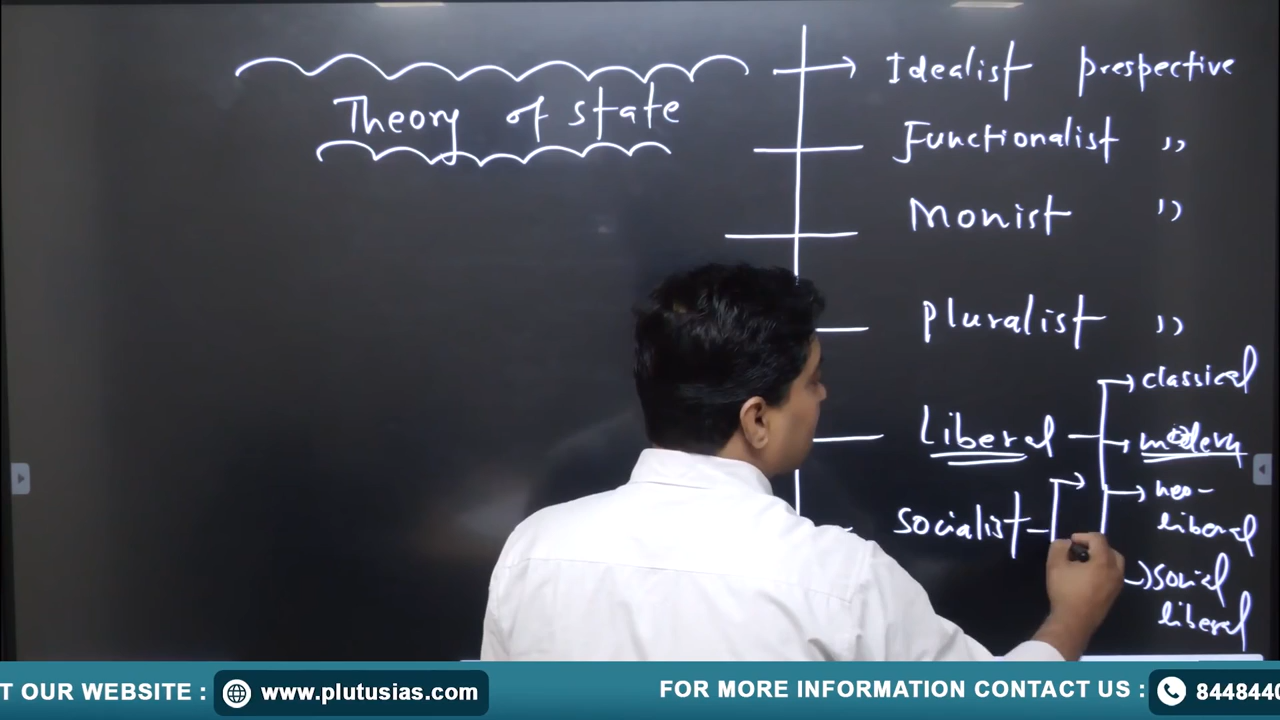 Theory of state
Idealist prespective
Functionalist ,,
Monist ,,
Pluralist ,,
Liberal
classical
modern
neo-
liberal
social
liberal
Socialist
T OUR WEBSITE :
www.plutusias.com
FOR MORE INFORMATION CONTACT US :
8448440